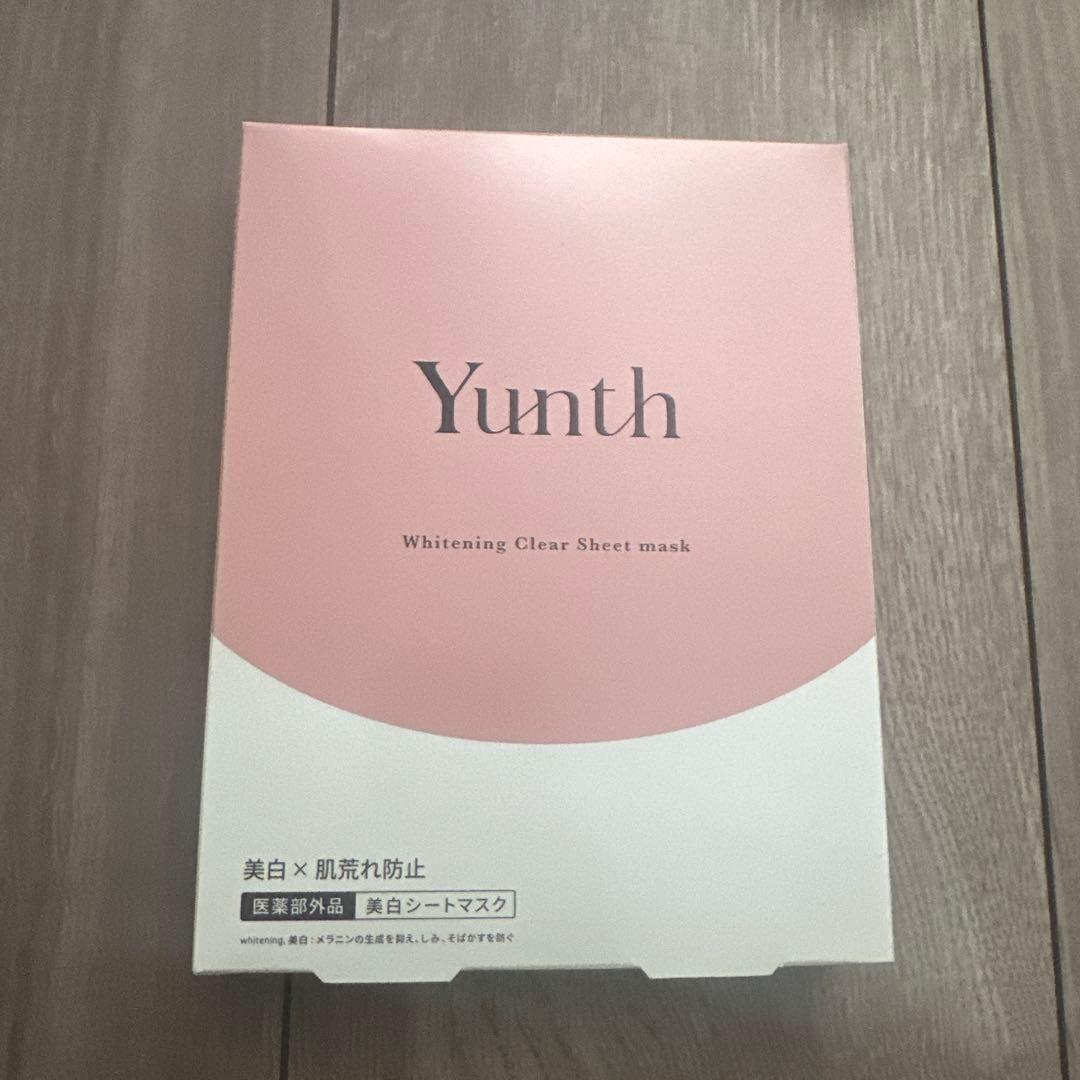 Yunth
Whitening Clear Sheet mask
美白×肌荒れ防止
医薬部外品 美白シートマスク
whitening, 美白：メラニンの生成を抑え、しみ、そばかすを防ぐ